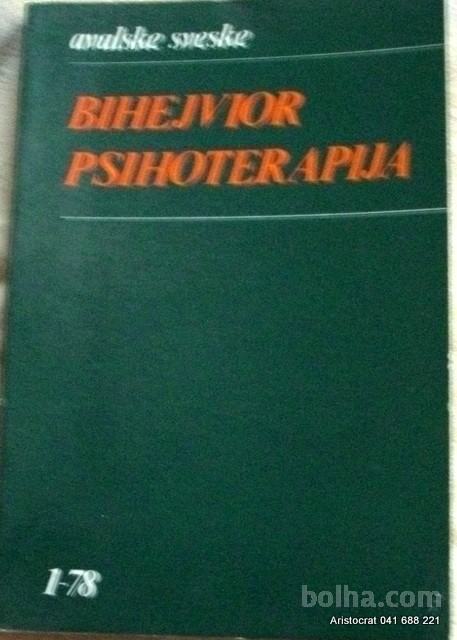 avalske sveske
BIHEJVIOR
PSIHOTERAPIJA
1-78
bolha.com
Aristocrat 041 688 221